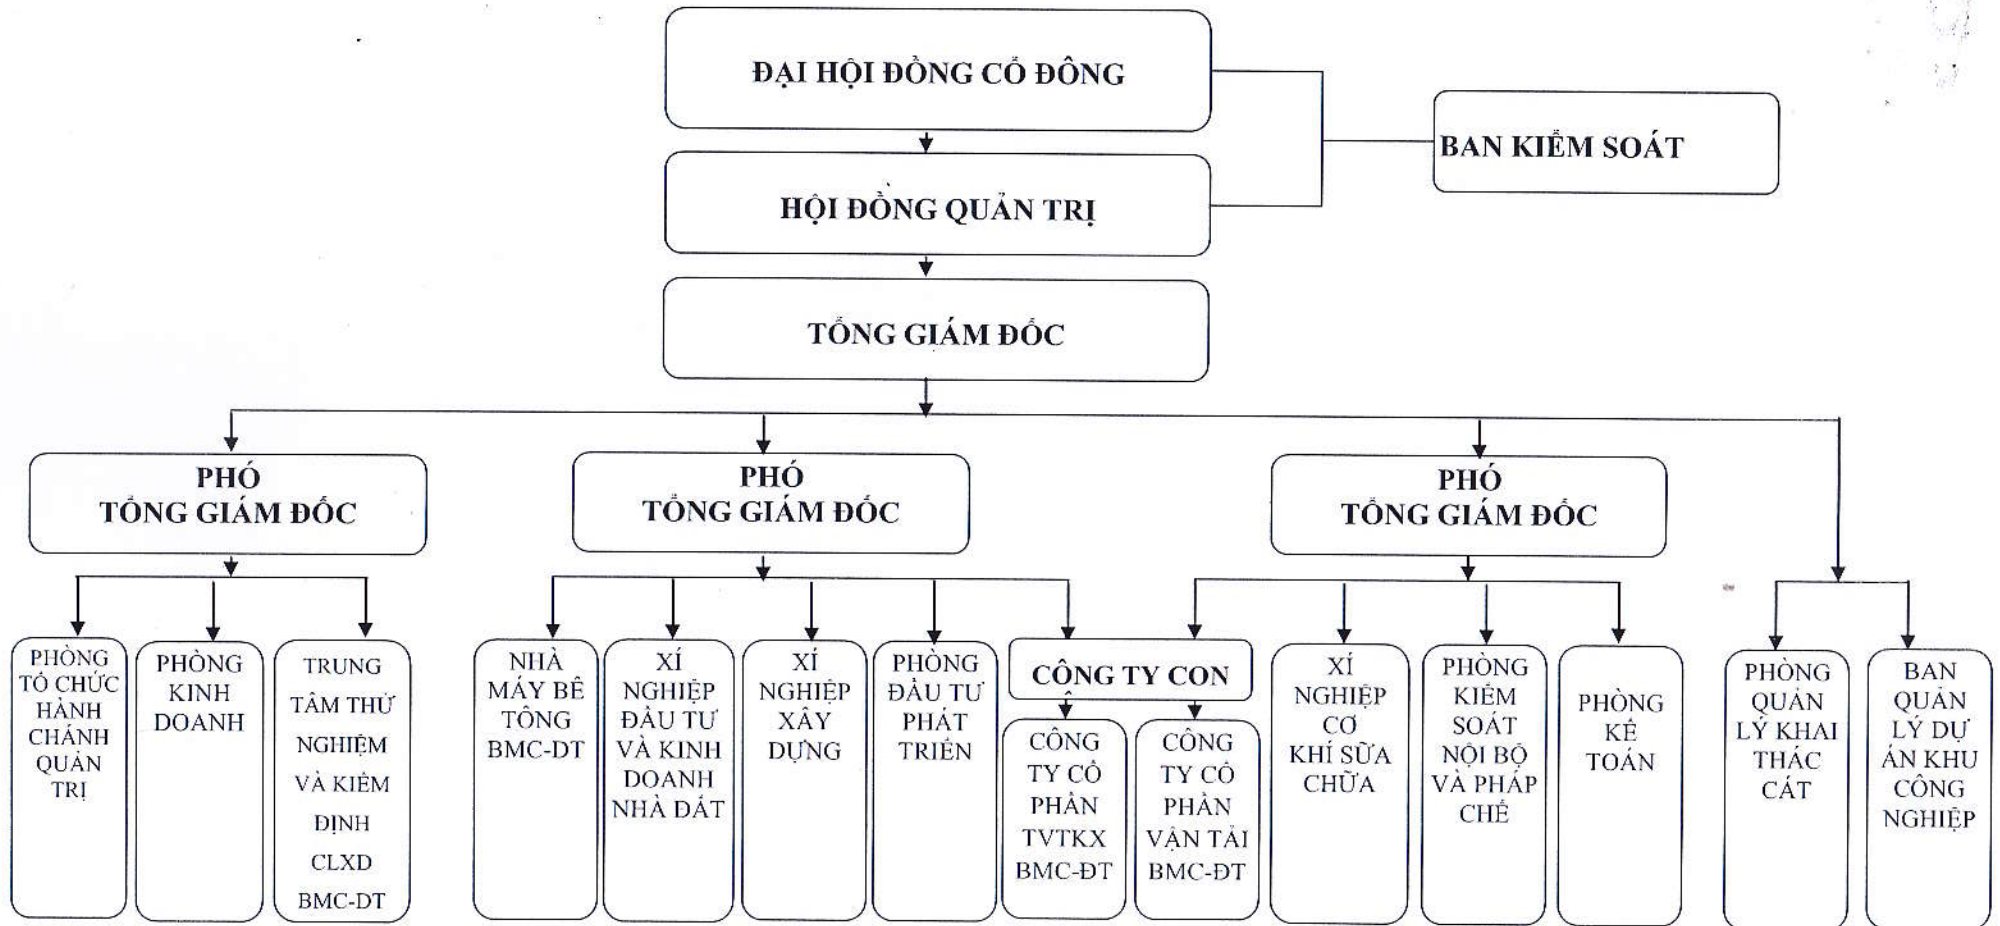 ĐẠI HỘI ĐỒNG CỔ ĐÔNG
BAN KIỂM SOÁT
HỘI ĐỒNG QUẢN TRỊ
TỔNG GIÁM ĐỐC
PHÓ
TỔNG GIÁM ĐỐC
PHÓ
TỔNG GIÁM ĐỐC
PHÓ
TỔNG GIÁM ĐỐC
PHÒNG
TỔ CHỨC
HÀNH
CHÁNH
QUẢN
TRỊ
PHÒNG
KINH
DOANH
TRUNG
TÂM THỬ
NGHIỆM
VÀ KIỂM
ĐỊNH
CLXD
BMC-DT
NHÀ
MÁY BÊ
TÔNG
BMC-DT
XÍ
NGHIỆP
ĐẦU TƯ
VÀ KINH
DOANH
NHÀ ĐẤT
XÍ
NGHIỆP
XÂY
DỰNG
PHÒNG
ĐẦU TƯ
PHÁT
TRIỂN
CÔNG TY CON
CÔNG
TY CỔ
PHẦN
TVTKX
BMC-ĐT
CÔNG
TY CỔ
PHẦN
VẬN TẢI
BMC-ĐT
XÍ
NGHIỆP
CƠ
KHÍ SỮA
CHỮA
PHÒNG
KIỂM
SOÁT
NỘI BỘ
VÀ PHÁP
CHẾ
PHÒNG
KẾ
TOÁN
PHÒNG
QUẢN
LÝ KHAI
THÁC
CÁT
BAN
QUẢN
LÝ DỰ
ÁN KHU
CÔNG
NGHIỆP